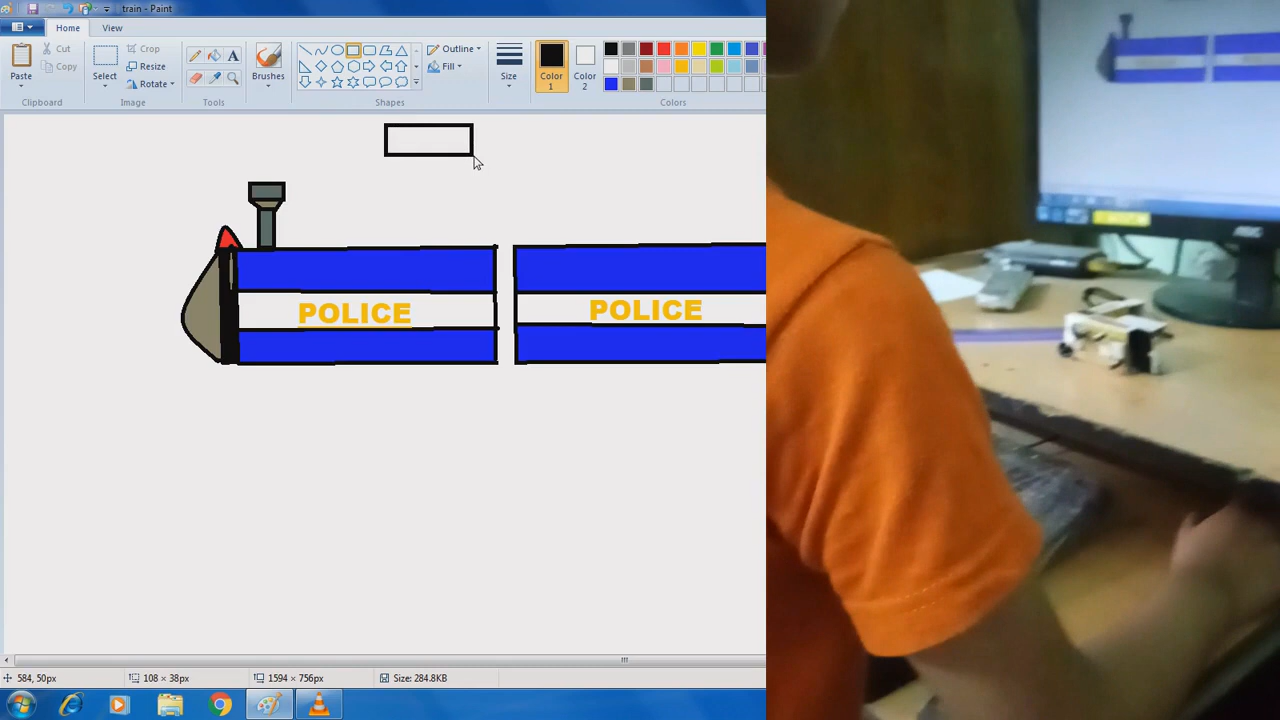 train - Paint
Home View
Paste
Cut
Copy
Clipboard
Select
Crop
Resize
Rotate
Image
Tools
Brushes
Shapes
Outline
Fill
Size
Color 1
Color 2
Colors
POLICE POLICE
584, 50px 108 × 38px 1594 × 756px Size: 284.8KB